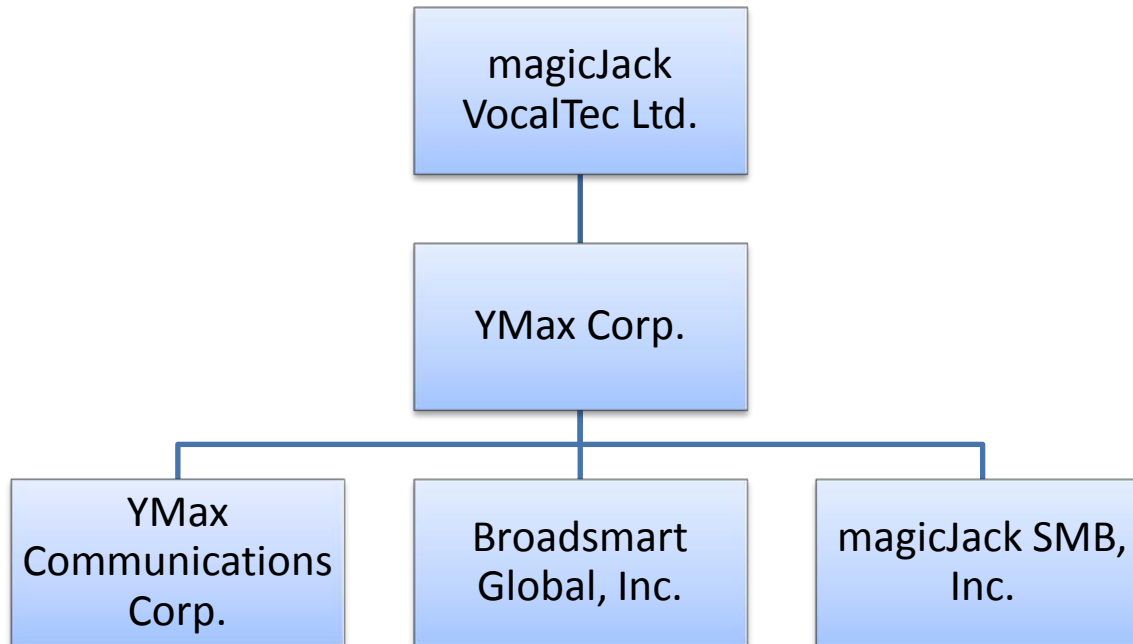 magicJack
VocalTec Ltd.
YMax Corp.
YMax
Communications
Corp.
Broadsmart
Global, Inc.
magicJack SMB,
Inc.